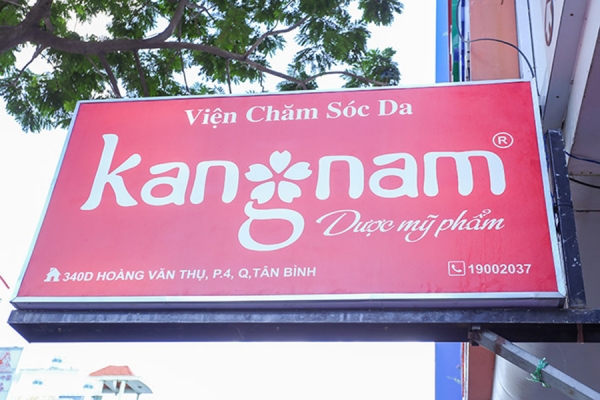 Viện Chăm Sóc Da
kangnam®
Dược mỹ phẩm
340D HOÀNG VĂN THỤ, P.4, Q,TÂN BÌNH
19002037